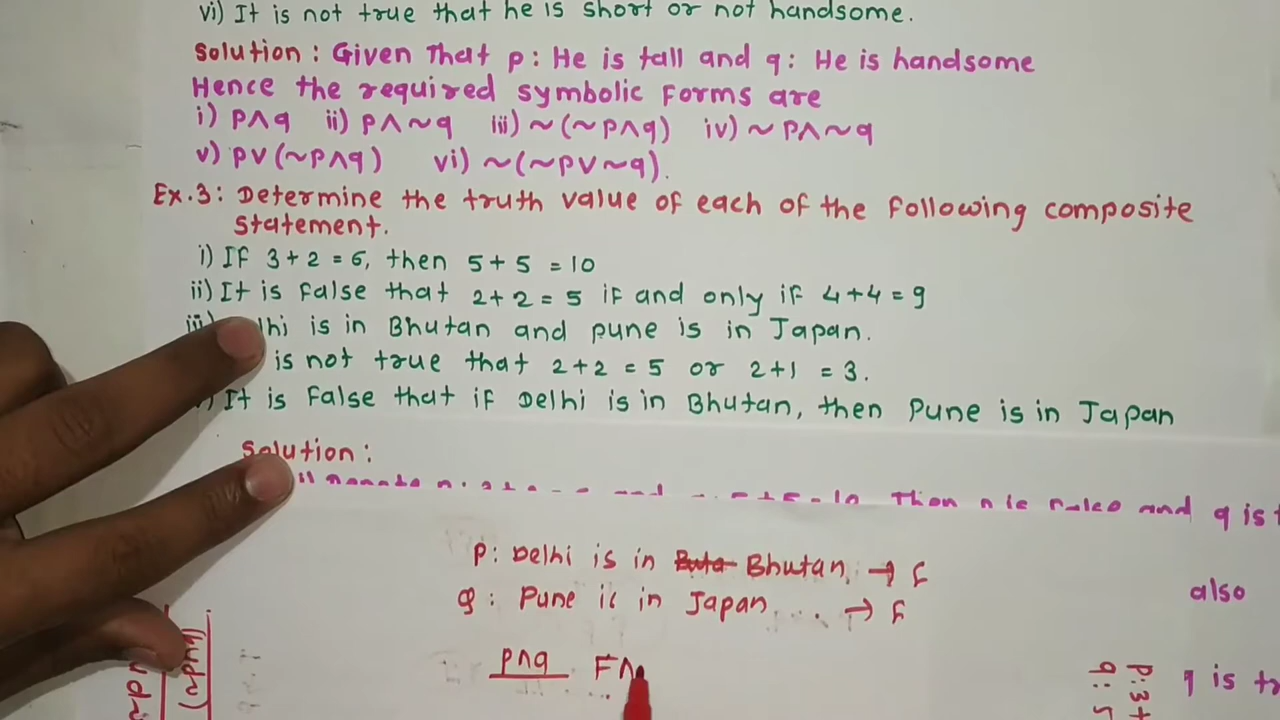 vi) It is not true that he is short or not handsome.
Solution : Given that p : He is tall and q : He is handsome
Hence the required symbolic forms are
i) p∧q ii) p∧~q iii) ~(~p∧q) iv) ~p∧~q
v) p∨(~p∧q) vi) ~(~p∨~q).
Ex.3 : Determine the truth value of each of the following composite
statement.
i) If 3+2 = 6, then 5+5 = 10
ii) It is false that 2+2 = 5 if and only if 4+4 = 9
iii) is in Bhutan and pune is in Japan.
is not true that 2+2 = 5 or 2+1 = 3.
It is False that if Delhi is in Bhutan, then Pune is in Japan
Solution :
and q is
p : Delhi is in Bhutan, → F
q : Pune is in Japan → F
also
p∧q F∧
q is